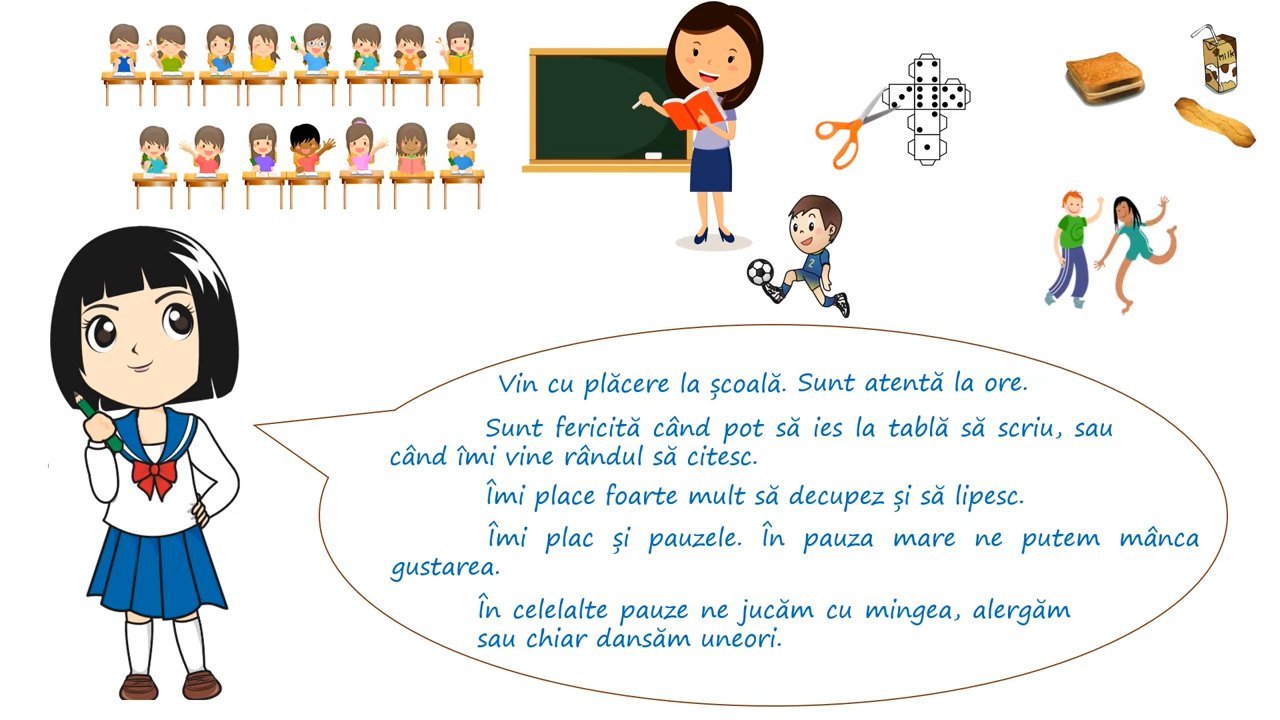 Milk
2
Vin cu plăcere la școală. Sunt atentă la ore.
Sunt fericită când pot să ies la tablă să scriu, sau
când îmi vine rândul să citesc.
Îmi place foarte mult să decupez și să lipesc.
Îmi plac și pauzele. În pauza mare ne putem mânca
gustarea.
În celelalte pauze ne jucăm cu mingea, alergăm
sau chiar dansăm uneori.